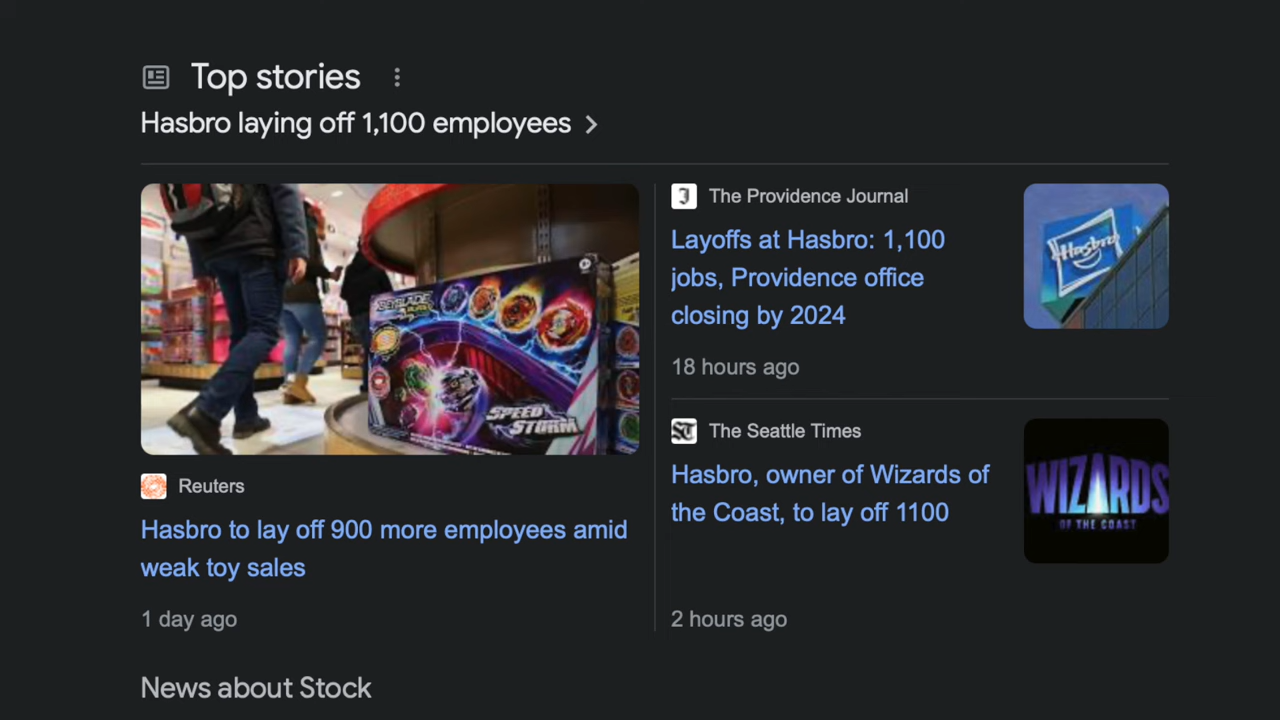 Top stories
Hasbro laying off 1,100 employees
BEYBLADE
SPEED
STORM
Reuters
Hasbro to lay off 900 more employees amid
weak toy sales
1 day ago
The Providence Journal
Layoffs at Hasbro: 1,100
jobs, Providence office
closing by 2024
18 hours ago
Hasbro
The Seattle Times
Hasbro, owner of Wizards of
the Coast, to lay off 1100
2 hours ago
WIZARDS
OF THE COAST
News about Stock